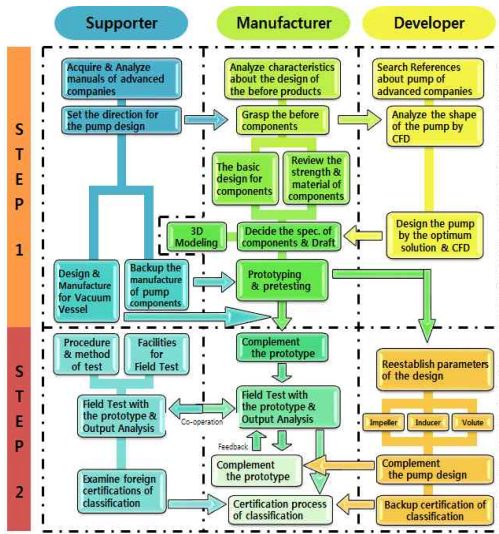 Supporter
Manufacturer
Developer
STEP 1
Acquire & Analyze
manuals of advanced
companies
Set the direction for
the pump design
Analyze characteristics
about the design of
the before products
Grasp the before
components
Search References
about pump of
advanced companies
Analyze the shape
of the pump by
CFD
The basic
design for
components
Review the
strength &
material of
components
3D
Modeling
Decide the spec. of
components & Draft
Design the pump
by the optimum
solution & CFD
Design &
Manufacture
for Vacuum
Vessel
Backup the
manufacture
of pump
components
Prototyping
& pretesting
STEP 2
Procedure
& method
of test
Facilities
for
Field Test
Complement
the prototype
Reestablish parameters
of the design
Field Test with
the prototype &
Output Analysis
Co-operation
Field Test with
the prototype &
Output Analysis
Impeller
Inducer
Volute
Feedback
Complement
the prototype
Complement
the pump design
Examine foreign
certifications of
classification
Certification process
of classification
Backup certification of
classification